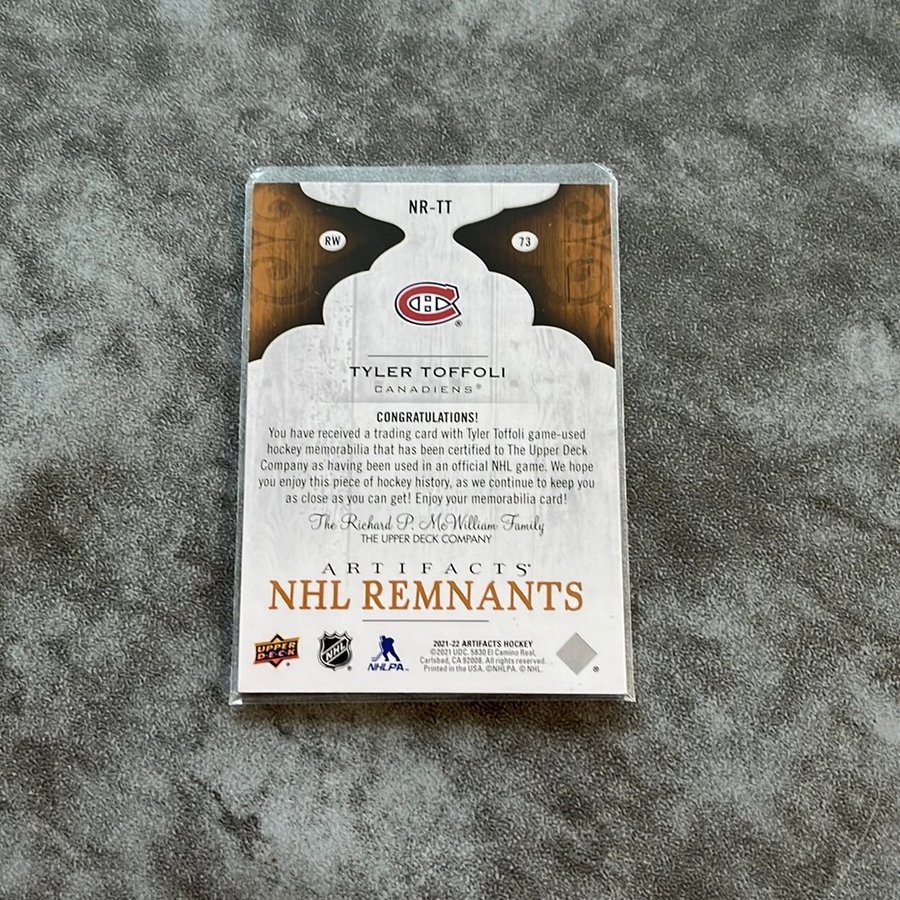 NR-TT
RW 73
CH
®
TYLER TOFFOLI
CANADIENS®
CONGRATULATIONS!
You have received a trading card with Tyler Toffoli game-used
hockey memorabilia that has been certified to The Upper Deck
Company as having been used in an official NHL game. We hope
you enjoy this piece of hockey history, as we continue to keep you
as close as you can get! Enjoy your memorabilia card!
The Richard P. McWilliam Family
THE UPPER DECK COMPANY
ARTIFACTS®
NHL REMNANTS
UPPER DECK
NHL
NHLPA
2021-22 ARTIFACTS HOCKEY
©2021 UDC. 5830 El Camino Real,
Carlsbad, CA 92008. All rights reserved.
Printed in the USA. ©NHLPA. © NHL.
®